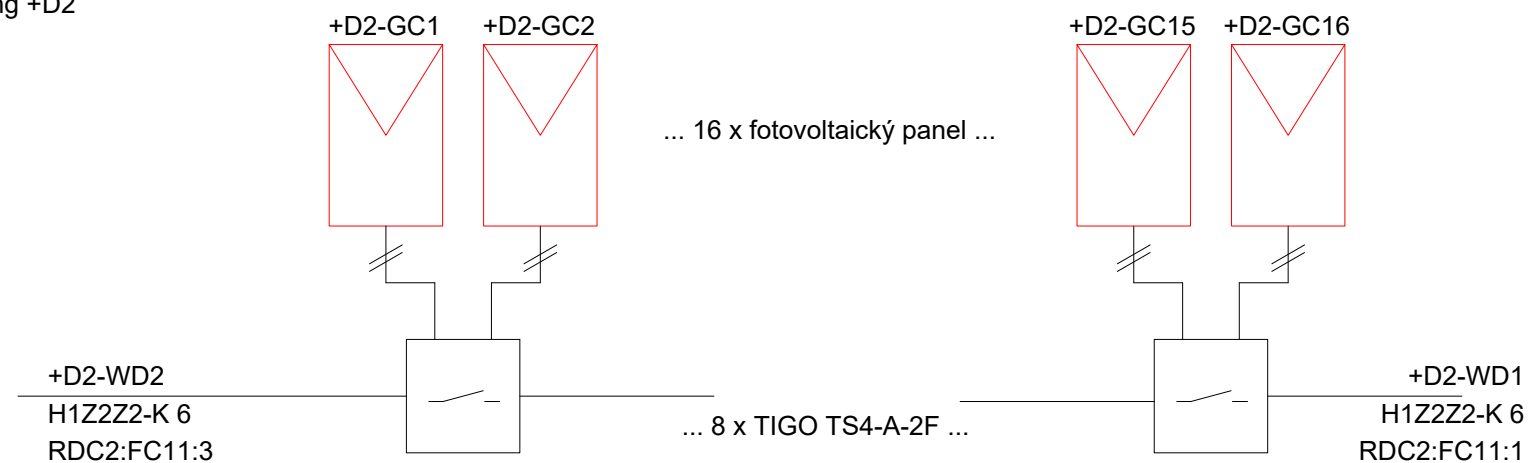 +D2
+D2-GC1
+D2-GC2
+D2-GC15
+D2-GC16
... 16 x fotovoltaický panel ...
+D2-WD2
H1Z2Z2-K 6
RDC2:FC11:3
... 8 x TIGO TS4-A-2F ...
+D2-WD1
H1Z2Z2-K 6
RDC2:FC11:1